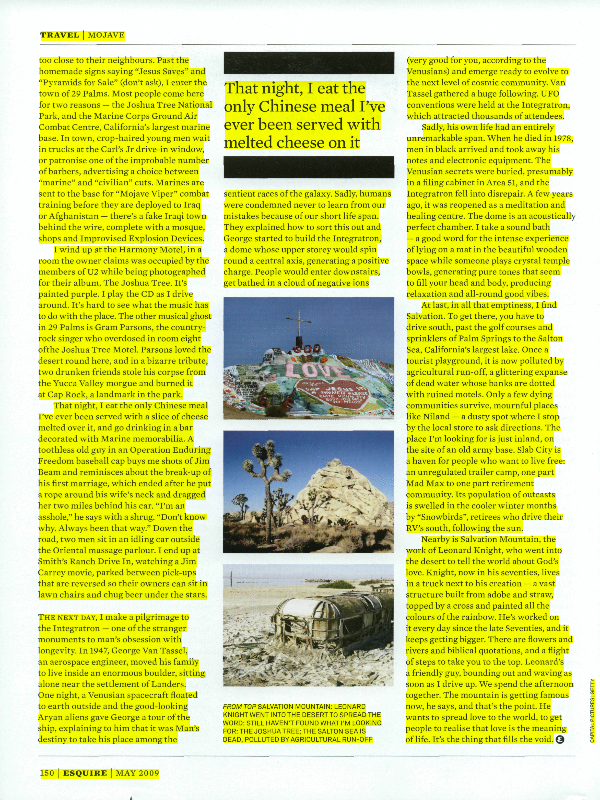 TRAVEL | MOJAVE
too close to their neighbours. Past the
homemade signs saying "Jesus Saves" and
"Pyramids for Sale" (don't ask), I enter the
town of 29 Palms. Most people come here
for two reasons — the Joshua Tree National
Park, and the Marine Corps Ground Air
Combat Centre, California's largest marine
base. In town, crop-haired young men wait
in trucks at the Carl's Jr drive-in window,
or patronise one of the improbable number
of barbers, advertising a choice between
"marine" and "civilian" cuts. Marines are
sent to the base for "Mojave Viper" combat
training before they are deployed to Iraq
or Afghanistan — there's a fake Iraqi town
behind the wire, complete with a mosque,
shops and Improvised Explosion Devices.
I wind up at the Harmony Motel, in a
room the owner claims was occupied by the
members of U2 while being photographed
for their album, The Joshua Tree. It's
painted purple. I play the CD as I drive
around. It's hard to see what the music has
to do with the place. The other musical ghost
in 29 Palms is Gram Parsons, the country-
rock singer who overdosed in room eight
ofthe Joshua Tree Motel. Parsons loved the
desert round here, and in a bizarre tribute,
two drunken friends stole his corpse from
the Yucca Valley morgue and burned it
at Cap Rock, a landmark in the park.
That night, I eat the only Chinese meal
I've ever been served with a slice of cheese
melted over it, and go drinking in a bar
decorated with Marine memorabilia. A
toothless old guy in an Operation Enduring
Freedom baseball cap buys me shots of Jim
Beam and reminisces about the break-up of
his first marriage, which ended after he put
a rope around his wife's neck and dragged
her two miles behind his car. "I'm an
asshole," he says with a shrug. "Don't know
why. Always been that way." Down the
road, two men sit in an idling car outside
the Oriental massage parlour. I end up at
Smith's Ranch Drive In, watching a Jim
Carrey movie, parked between pick-ups
that are reversed so their owners can sit in
lawn chairs and chug beer under the stars.
THE NEXT DAY, I make a pilgrimage to
the Integratron — one of the stranger
monuments to man's obsession with
longevity. In 1947, George Van Tassel,
an aerospace engineer, moved his family
to live inside an enormous boulder, sitting
alone near the settlement of Landers.
One night, a Venusian spacecraft floated
to earth outside and the good-looking
Aryan aliens gave George a tour of the
ship, explaining to him that it was Man's
destiny to take his place among the
That night, I eat the
only Chinese meal I've
ever been served with
melted cheese on it
sentient races of the galaxy. Sadly, humans
were condemned never to learn from our
mistakes because of our short life span.
They explained how to sort this out and
George started to build the Integratron,
a dome whose upper storey would spin
round a central axis, generating a positive
charge. People would enter downstairs,
get bathed in a cloud of negative ions
GOD
IS
LOVE
FROM TOP SALVATION MOUNTAIN; LEONARD
KNIGHT WENT INTO THE DESERT TO SPREAD THE
WORD; STILL HAVEN'T FOUND WHAT I'M LOOKING
FOR: THE JOSHUA TREE; THE SALTON SEA IS
DEAD, POLLUTED BY AGRICULTURAL RUN-OFF
(very good for you, according to the
Venusians) and emerge ready to evolve to
the next level of cosmic community. Van
Tassel gathered a huge following. UFO
conventions were held at the Integratron,
which attracted thousands of attendees.
Sadly, his own life had an entirely
unremarkable span. When he died in 1978,
men in black arrived and took away his
notes and electronic equipment. The
Venusian secrets were buried, presumably
in a filing cabinet in Area 51, and the
Integratron fell into disrepair. A few years
ago, it was reopened as a meditation and
healing centre. The dome is an acoustically
perfect chamber. I take a sound bath
— a good word for the intense experience
of lying on a mat in the beautiful wooden
space while someone plays crystal temple
bowls, generating pure tones that seem
to fill your head and body, producing
relaxation and all-round good vibes.
At last, in all that emptiness, I find
Salvation. To get there, you have to
drive south, past the golf courses and
sprinklers of Palm Springs to the Salton
Sea, California's largest lake. Once a
tourist playground, it is now polluted by
agricultural run-off, a glittering expanse
of dead water whose banks are dotted
with ruined motels. Only a few dying
communities survive, mournful places
like Niland — a dusty spot where I stop
by the local store to ask directions. The
place I'm looking for is just inland, on
the site of an old army base. Slab City is
a haven for people who want to live free:
an unregulated trailer camp, one part
Mad Max to one part retirement
community. Its population of outcasts
is swelled in the cooler winter months
by "Snowbirds", retirees who drive their
RV's south, following the sun.
Nearby is Salvation Mountain, the
work of Leonard Knight, who went into
the desert to tell the world about God's
love. Knight, now in his seventies, lives
in a truck next to his creation — a vast
structure built from adobe and straw,
topped by a cross and painted all the
colours of the rainbow. He's worked on
it every day since the late Seventies, and it
keeps getting bigger. There are flowers and
rivers and biblical quotations, and a flight
of steps to take you to the top. Leonard's
a friendly guy, bounding out and waving as
soon as I drive up. We spend the afternoon
together. The mountain is getting famous
now, he says, and that's the point. He
wants to spread love to the world, to get
people to realise that love is the meaning
of life. It's the thing that fills the void. E
150 | ESQUIRE | MAY 2009